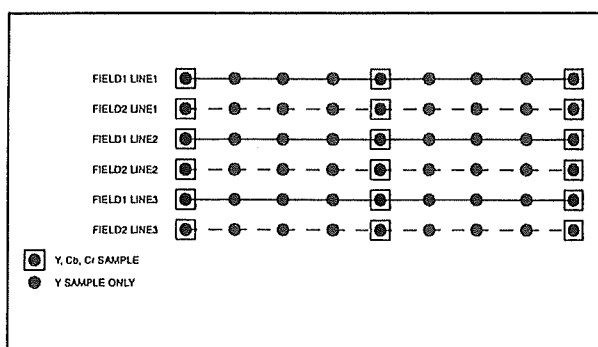 FIELD1 LINE1
FIELD2 LINE1
FIELD1 LINE2
FIELD2 LINE2
FIELD1 LINE3
FIELD2 LINE3
Y, Cb, Cr SAMPLE
Y SAMPLE ONLY